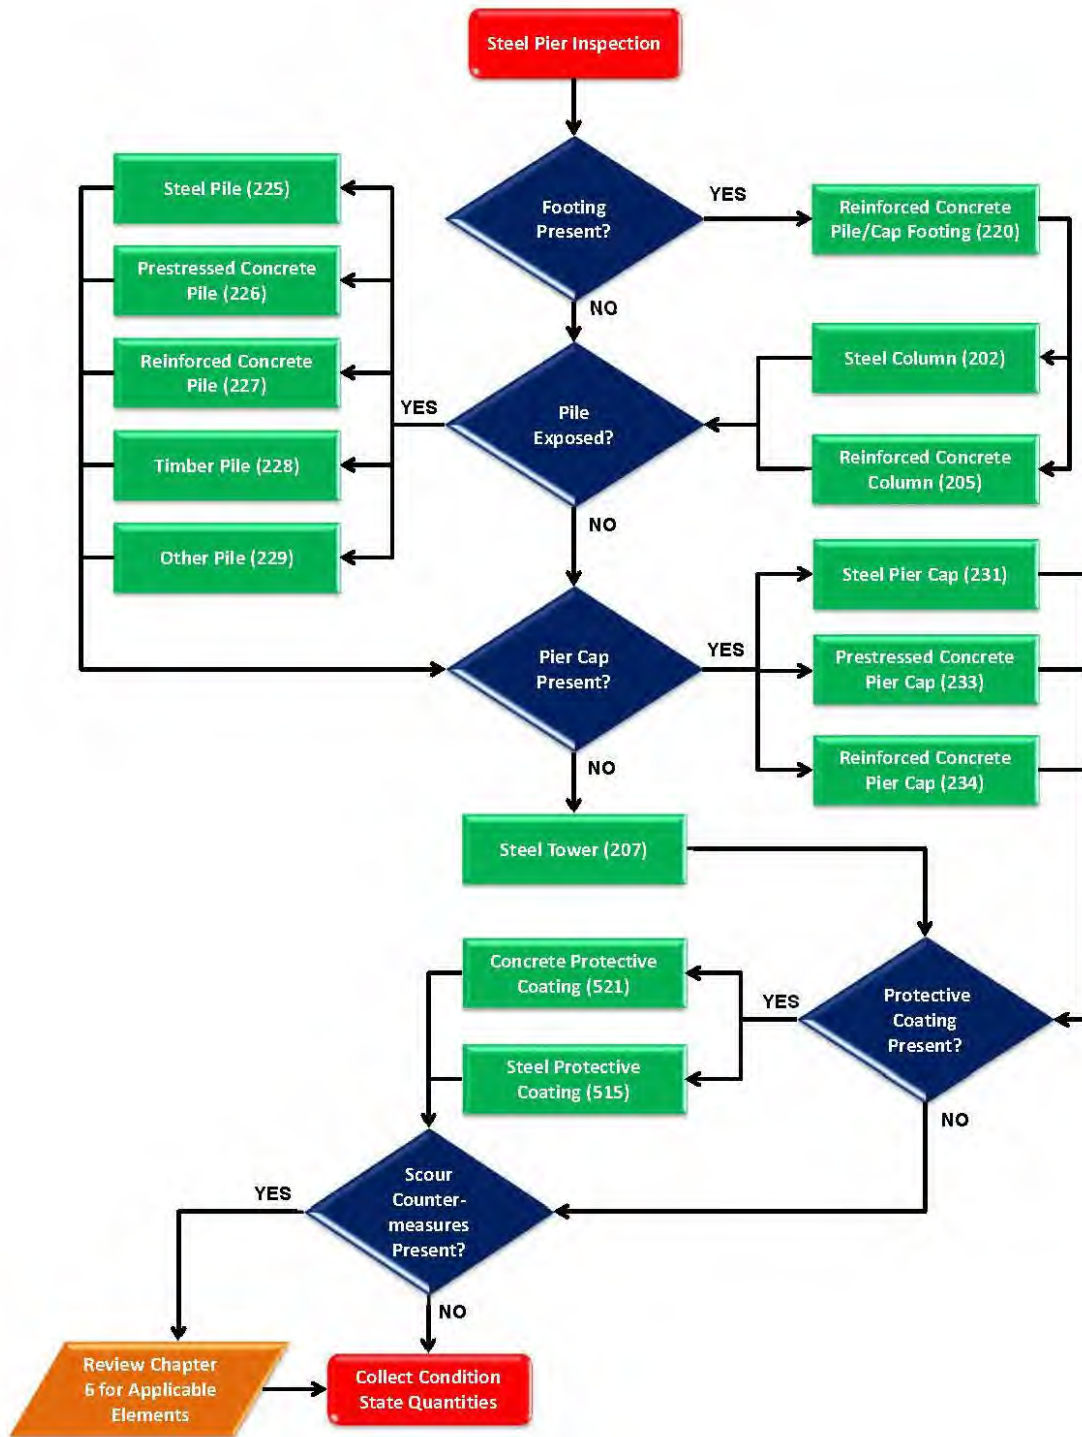 Steel Pier Inspection
Footing
Present?
YES
NO
Reinforced Concrete
Pile/Cap Footing (220)
Steel Column (202)
Reinforced Concrete
Column (205)
Pile
Exposed?
YES
NO
Steel Pile (225)
Prestressed Concrete
Pile (226)
Reinforced Concrete
Pile (227)
Timber Pile (228)
Other Pile (229)
Pier Cap
Present?
YES
NO
Steel Pier Cap (231)
Prestressed Concrete
Pier Cap (233)
Reinforced Concrete
Pier Cap (234)
Steel Tower (207)
Protective
Coating
Present?
YES
NO
Concrete Protective
Coating (521)
Steel Protective
Coating (515)
Scour
Counter-
measures
Present?
YES
NO
Review Chapter
6 for Applicable
Elements
Collect Condition
State Quantities